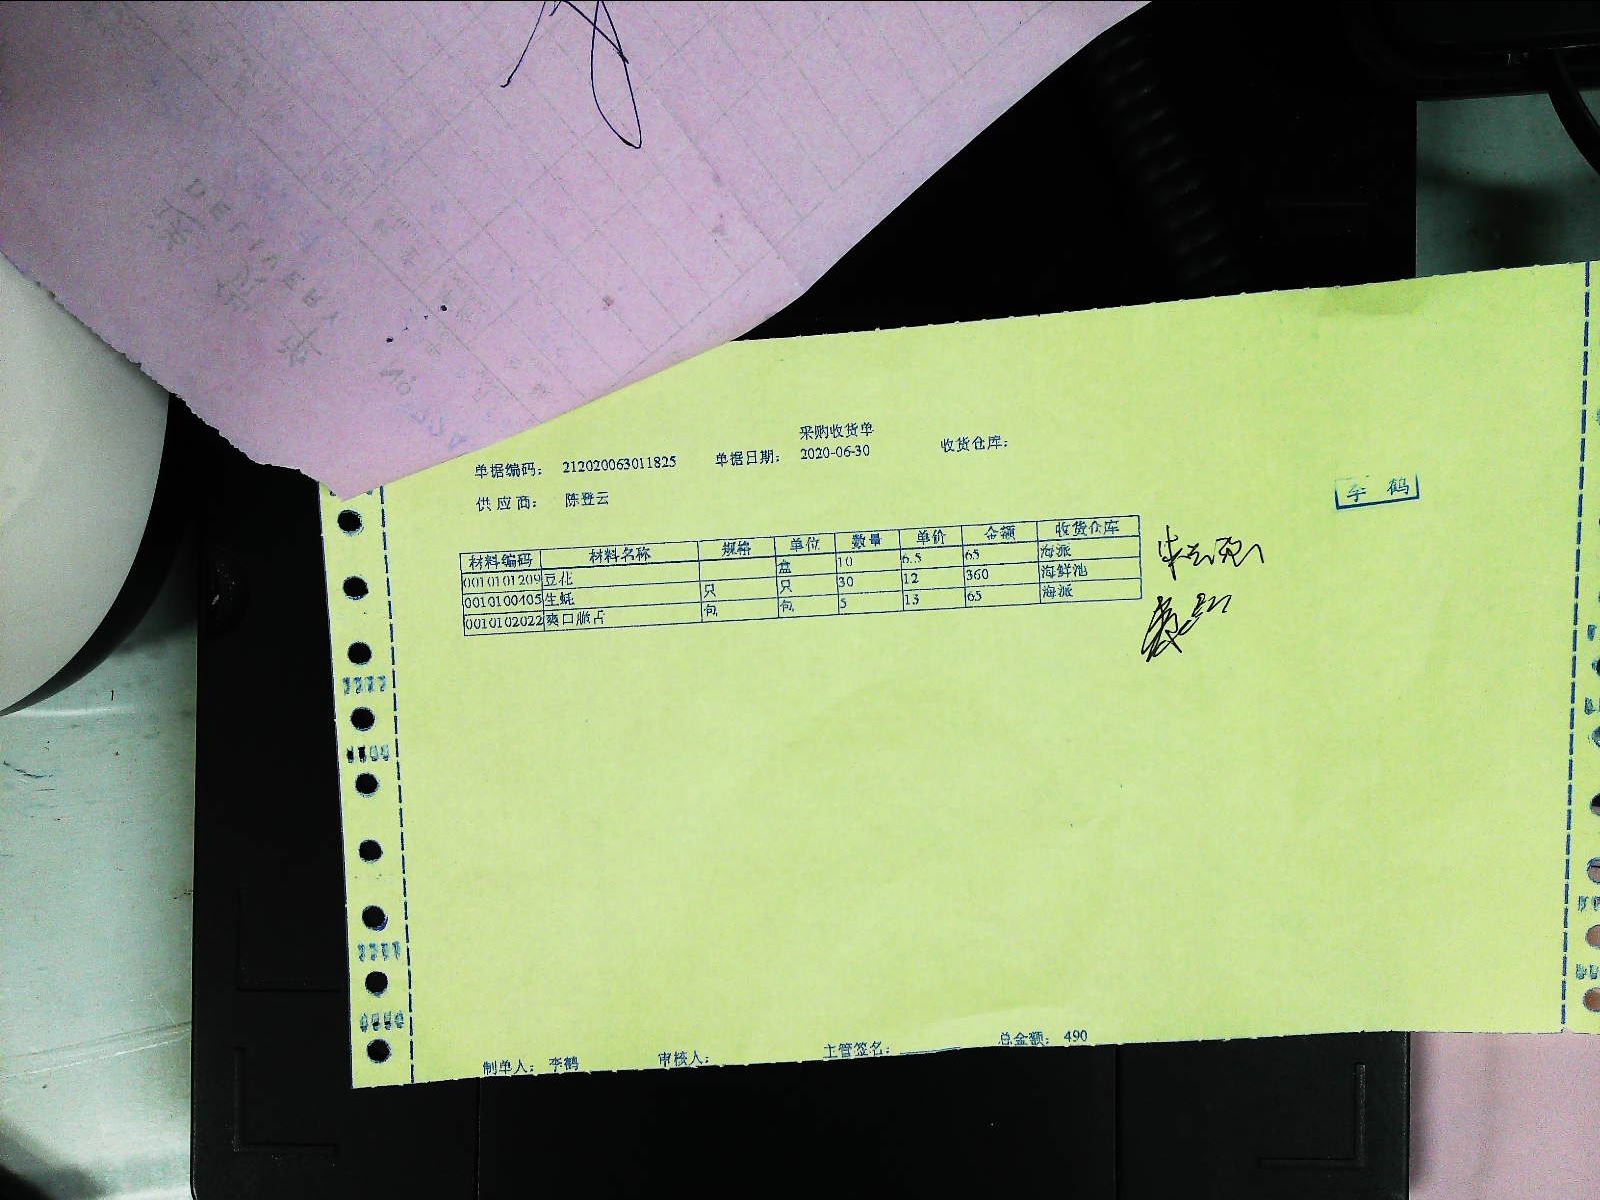 采购收货单
单据编码： 212020063011825 单据日期： 2020-06-30 收货仓库：
供应商： 陈登云
李鹤
材料编码 材料名称 规格 单位 数量 单价 金额 收货仓库
0010101209 豆花 盒 10 6.5 65 海派
0010100405 生蚝 只 只 30 12 360 海鲜池
0010102022 爽口脆占 包 包 5 13 65 海派
制单人： 李鹤 审核人： 主管签名： 总金额： 490